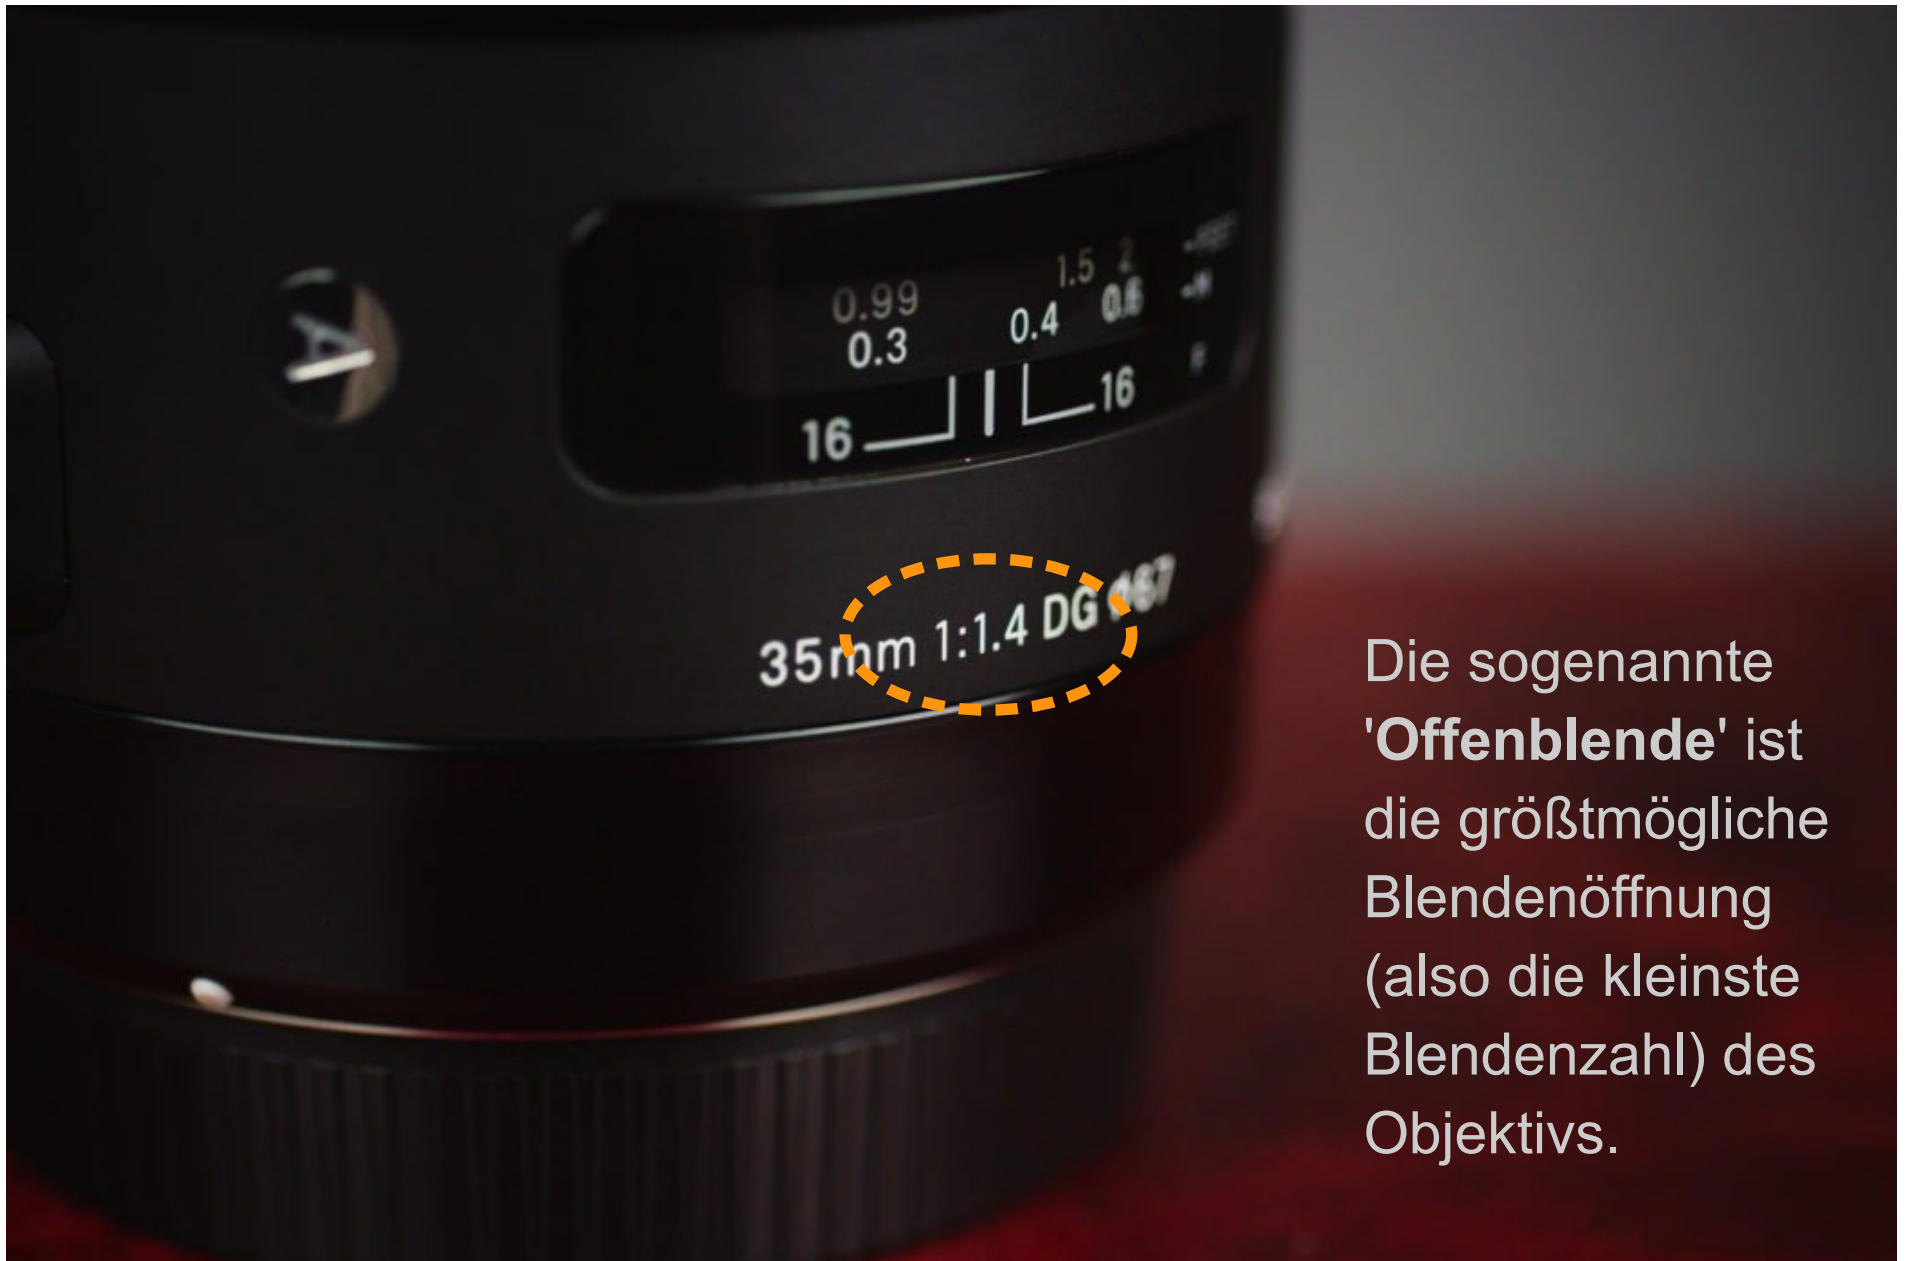 A
1.5 2
0.99
0.3 0.4
16 16
35mm 1:1.4 DG ø67
Die sogenannte
'Offenblende' ist
die größtmögliche
Blendenöffnung
(also die kleinste
Blendenzahl) des
Objektivs.